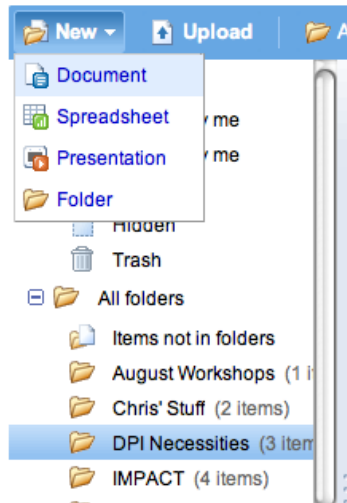 New Upload A
Document
Spreadsheet
y me
Presentation
y me
Folder
Hidden
Trash
All folders
Items not in folders
August Workshops (1 i
Chris' Stuff (2 items)
DPI Necessities (3 item
IMPACT (4 items)